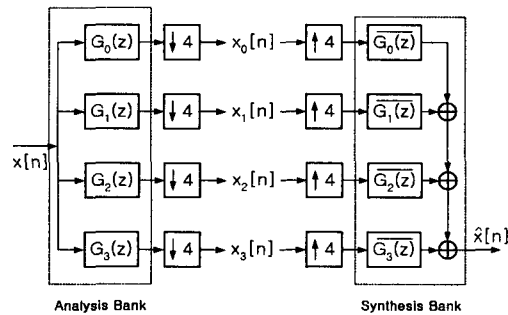 G₀(z) ↓ 4 x₀[n] ↑ 4 G₀(z)
G₁(z) ↓ 4 x₁[n] ↑ 4 G₁(z)
x[n]
G₂(z) ↓ 4 x₂[n] ↑ 4 G₂(z)
G₃(z) ↓ 4 x₃[n] ↑ 4 G₃(z) x̂[n]
Analysis Bank Synthesis Bank